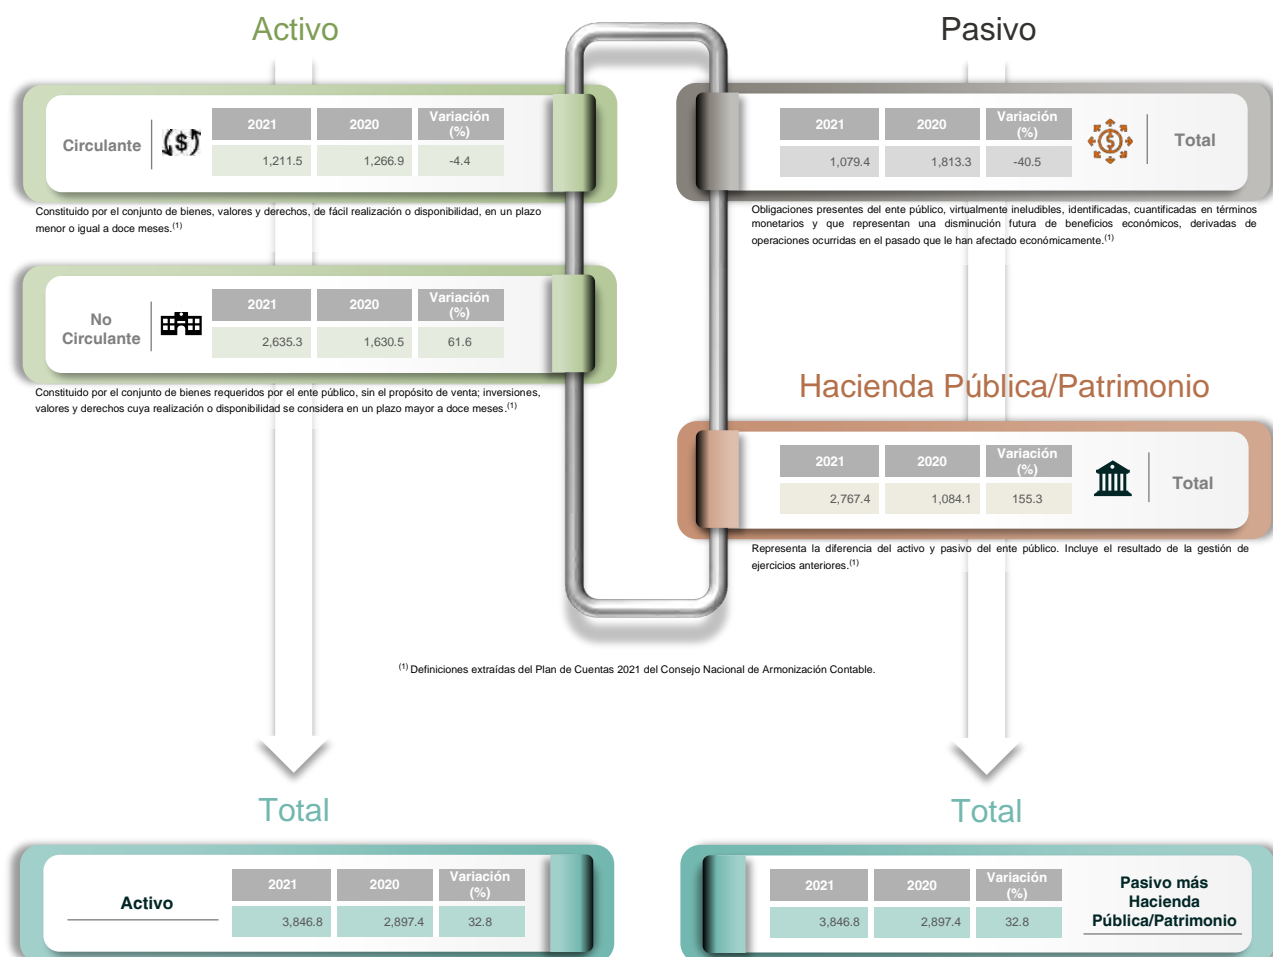 Activo
Circulante
2021 2020 Variación (%)
1,211.5 1,266.9 -4.4
Constituido por el conjunto de bienes, valores y derechos, de fácil realización o disponibilidad, en un plazo
menor o igual a doce meses.(1)
No
Circulante
2021 2020 Variación (%)
2,635.3 1,630.5 61.6
Constituido por el conjunto de bienes requeridos por el ente público, sin el propósito de venta; inversiones,
valores y derechos cuya realización o disponibilidad se considera en un plazo mayor a doce meses.(1)
Pasivo
2021 2020 Variación (%)
1,079.4 1,813.3 -40.5
Total
Obligaciones presentes del ente público, virtualmente ineludibles, identificadas, cuantificadas en términos
monetarios y que representan una disminución futura de beneficios económicos, derivadas de
operaciones ocurridas en el pasado que le han afectado económicamente.(1)
Hacienda Pública/Patrimonio
2021 2020 Variación (%)
2,767.4 1,084.1 155.3
Total
Representa la diferencia del activo y pasivo del ente público. Incluye el resultado de la gestión de
ejercicios anteriores.(1)
(1) Definiciones extraídas del Plan de Cuentas 2021 del Consejo Nacional de Armonización Contable.
Total
Activo
2021 2020 Variación (%)
3,846.8 2,897.4 32.8
Total
2021 2020 Variación (%)
3,846.8 2,897.4 32.8
Pasivo más
Hacienda
Pública/Patrimonio